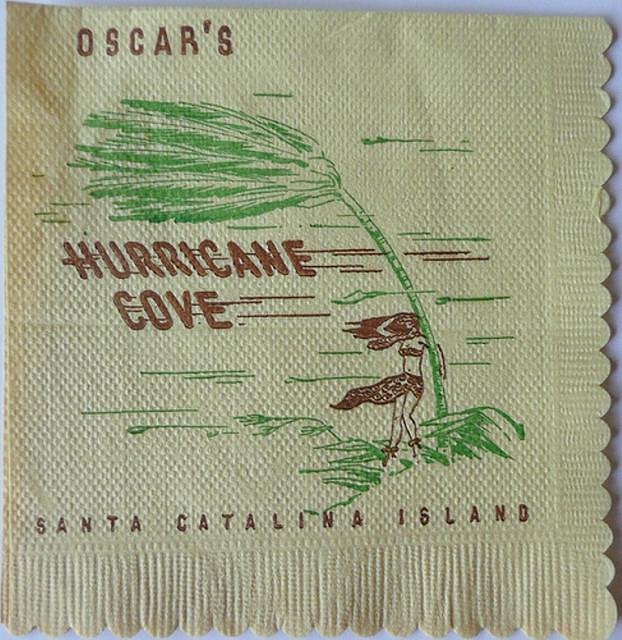 OSCAR'S
HURRICANE
COVE
SANTA CATALINA ISLAND